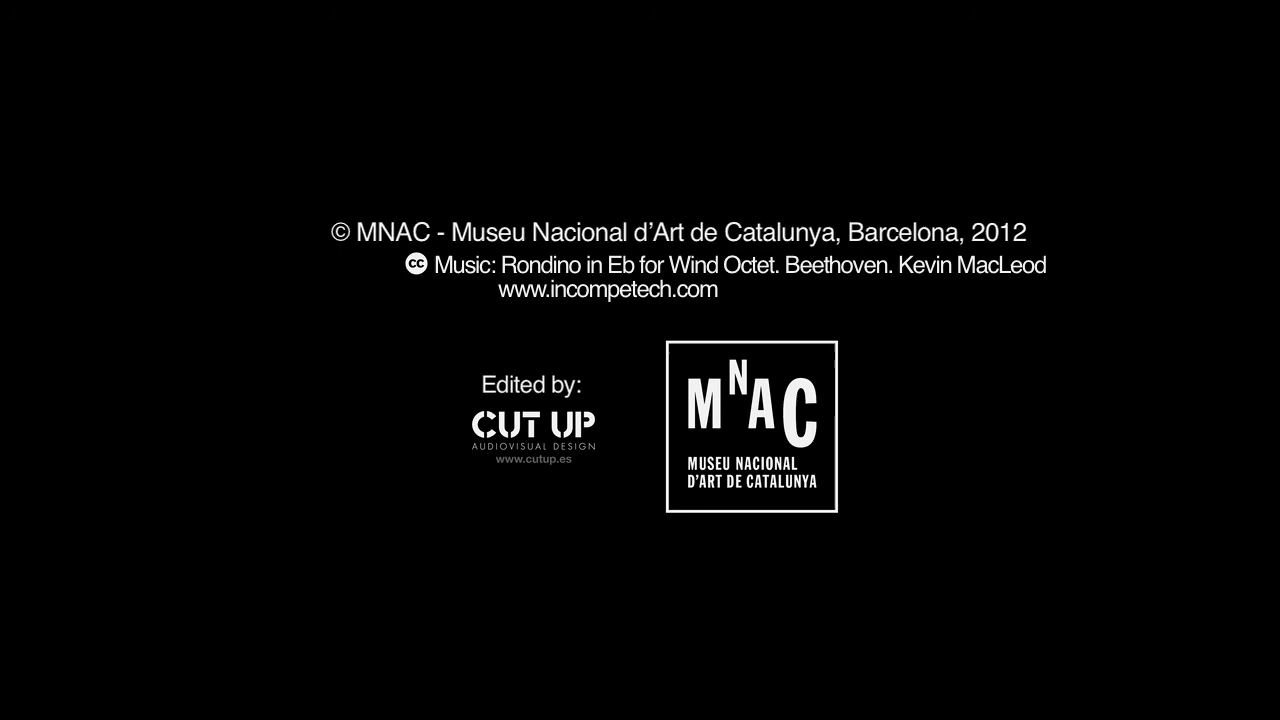 © MNAC - Museu Nacional d’Art de Catalunya, Barcelona, 2012
cc Music: Rondino in Eb for Wind Octet. Beethoven. Kevin MacLeod
www.incompetech.com
Edited by:
CUT UP
AUDIOVISUAL DESIGN
www.cutup.es
MNAC
MUSEU NACIONAL
D’ART DE CATALUNYA